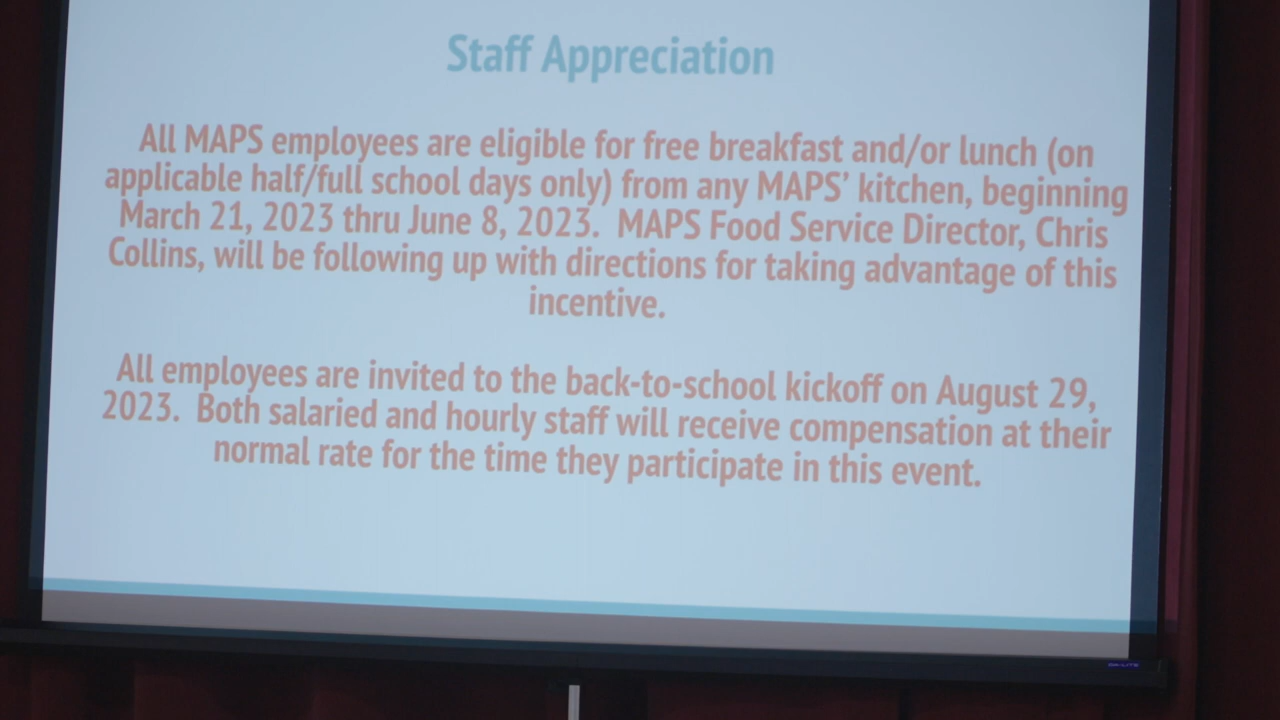 Staff Appreciation
All MAPS employees are eligible for free breakfast and/or lunch (on
applicable half/full school days only) from any MAPS’ kitchen, beginning
March 21, 2023 thru June 8, 2023.  MAPS Food Service Director, Chris
Collins, will be following up with directions for taking advantage of this
incentive.
All employees are invited to the back-to-school kickoff on August 29,
2023.  Both salaried and hourly staff will receive compensation at their
normal rate for the time they participate in this event.
DA-LITE